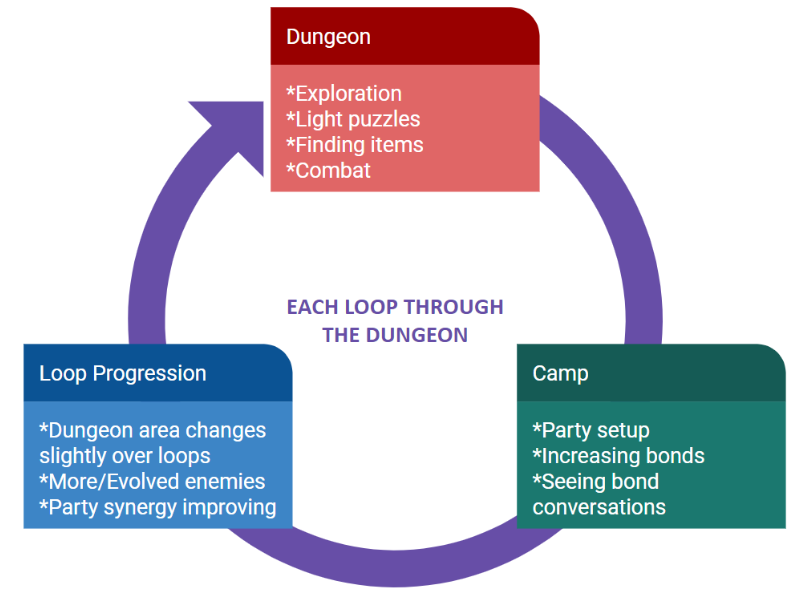 Dungeon
*Exploration
*Light puzzles
*Finding items
*Combat
EACH LOOP THROUGH
THE DUNGEON
Loop Progression
*Dungeon area changes
slightly over loops
*More/Evolved enemies
*Party synergy improving
Camp
*Party setup
*Increasing bonds
*Seeing bond
conversations